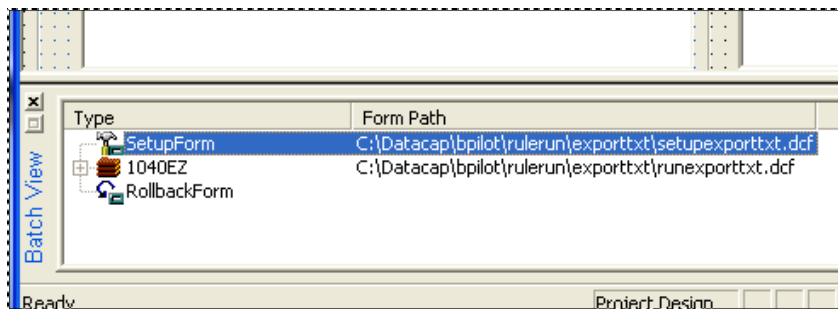 Type Form Path
SetupForm C:\Datacap\bpilot\rulerun\exporttxt\setupexporttxt.dcf
1040EZ C:\Datacap\bpilot\rulerun\exporttxt\runexporttxt.dcf
RollbackForm
Batch View
Ready Project Design